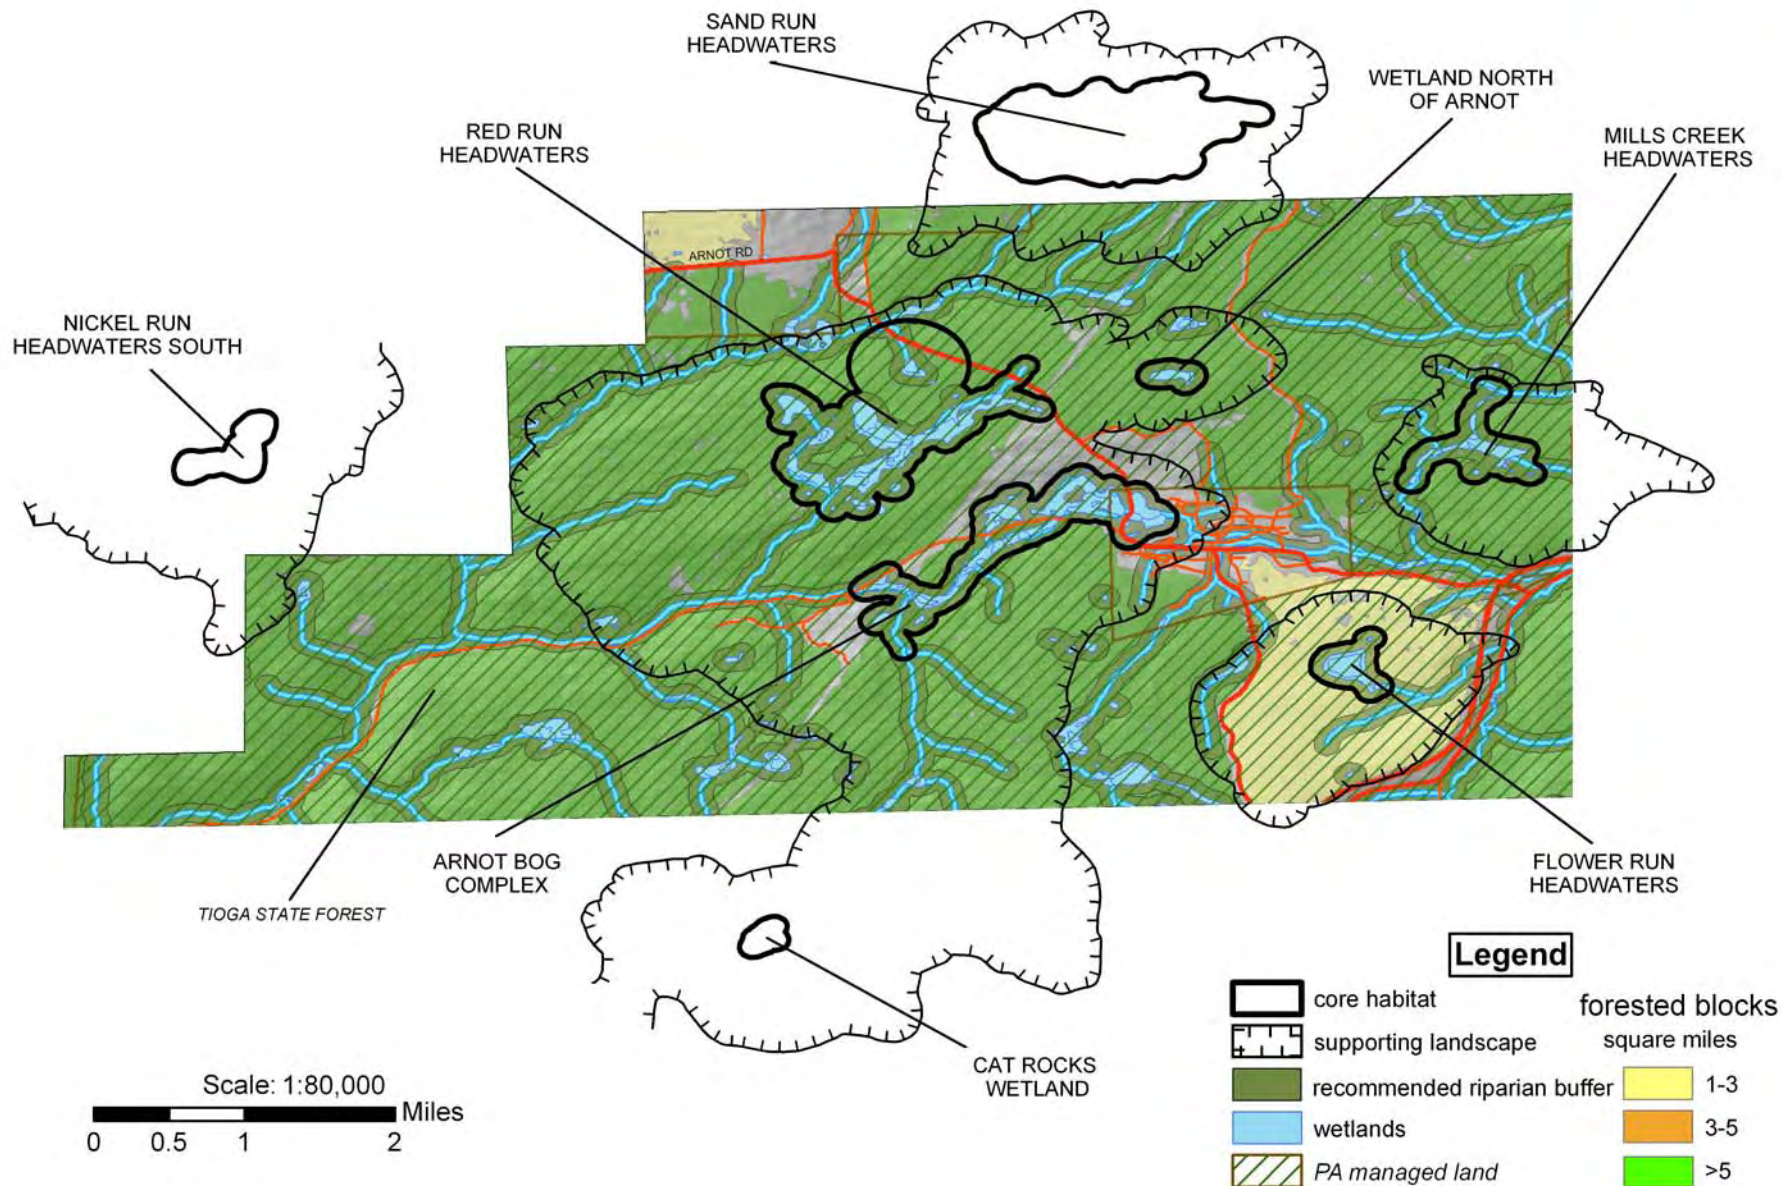 SAND RUN
HEADWATERS
WETLAND NORTH
OF ARNOT
RED RUN
HEADWATERS
MILLS CREEK
HEADWATERS
ARNOT RD
NICKEL RUN
HEADWATERS SOUTH
ARNOT BOG
COMPLEX
TIOGA STATE FOREST
FLOWER RUN
HEADWATERS
CAT ROCKS
WETLAND
Legend
core habitat
supporting landscape
recommended riparian buffer
wetlands
PA managed land
forested blocks
square miles
1-3
3-5
>5
Scale: 1:80,000
Miles
0 0.5 1 2